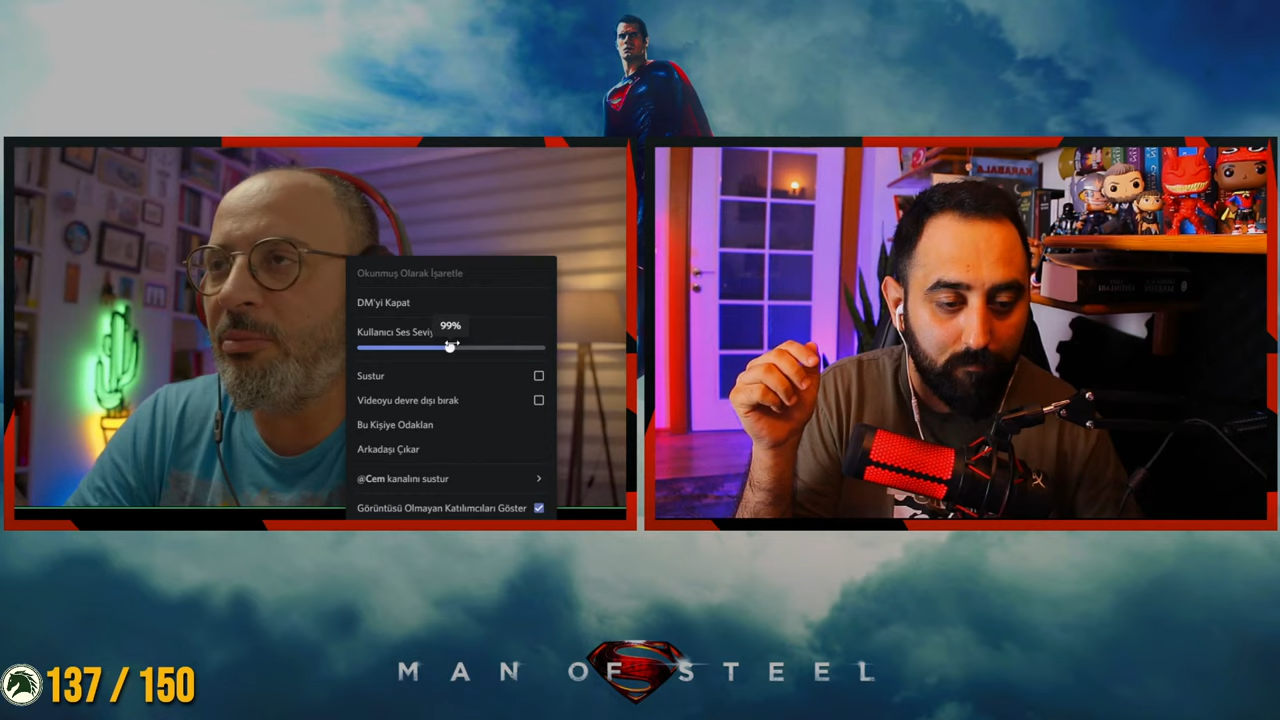 KARABALA
Okunmuş Olarak İşaretle
DM'yi Kapat
99%
Kullanıcı Ses Seviy
Sustur
Videoyu devre dışı bırak
Bu Kişiye Odaklan
Arkadaşı Çıkar
@Cem kanalını sustur
Görüntüsü Olmayan Katılımcıları Göster
MAN OF STEEL
137 / 150